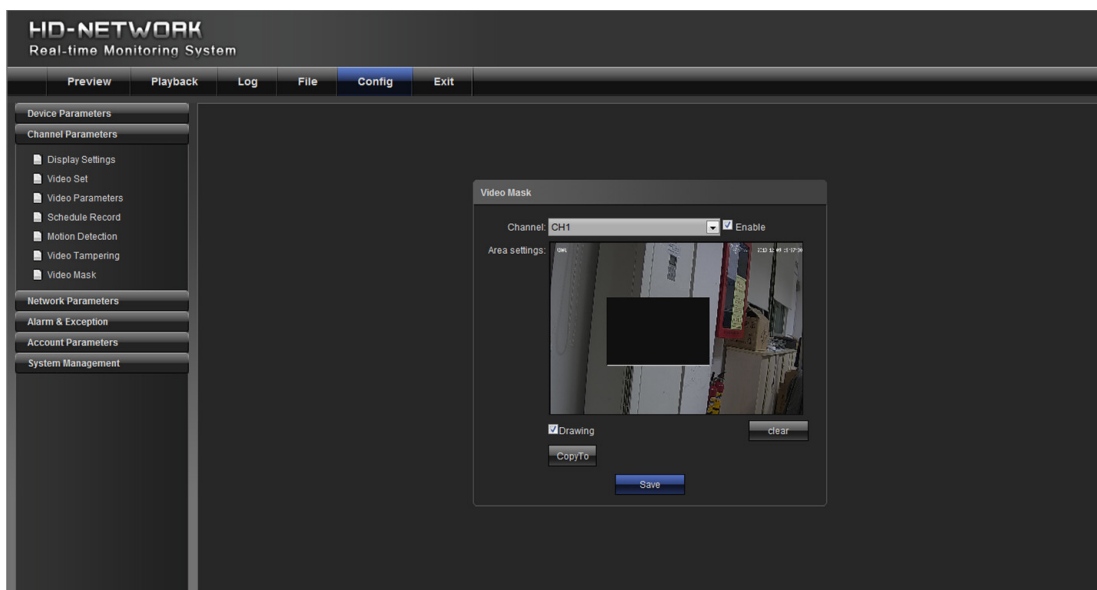 HD-NETWORK
Real-time Monitoring System
Preview Playback Log File Config Exit
Device Parameters
Channel Parameters
Display Settings
Video Set
Video Parameters
Schedule Record
Motion Detection
Video Tampering
Video Mask
Network Parameters
Alarm & Exception
Account Parameters
System Management
Video Mask
Channel: CH1 Enable
Area settings:
Drawing
clear
CopyTo
Save